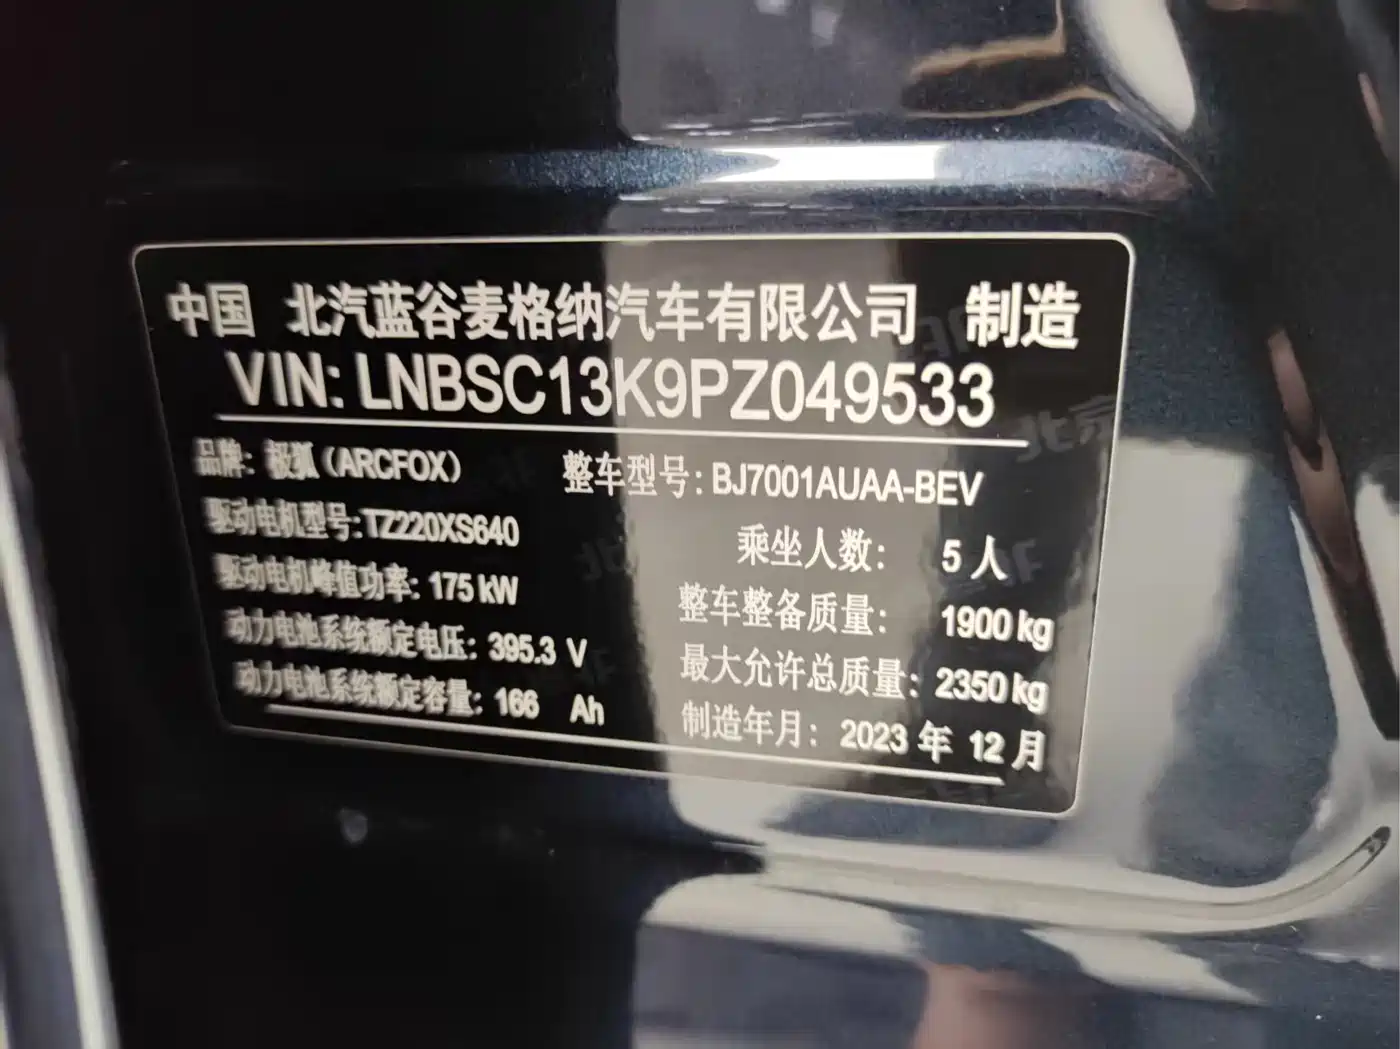 中国 北汽蓝谷麦格纳汽车有限公司 制造
VIN: LNBSC13K9PZ049533
品牌: 极狐(ARCFOX) 整车型号: BJ7001AUAA-BEV
驱动电机型号: TZ220XS640 乘坐人数: 5 人
驱动电机峰值功率: 175 kW 整车整备质量: 1900 kg
动力电池系统额定电压: 395.3 V 最大允许总质量: 2350 kg
动力电池系统额定容量: 166 Ah 制造年月: 2023 年 12 月